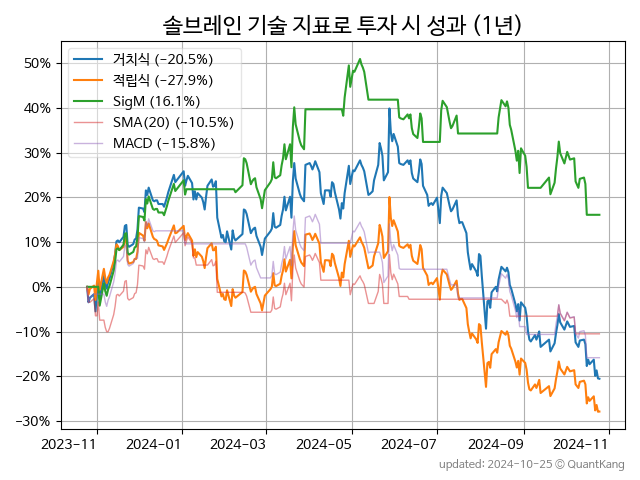 솔브레인 기술 지표로 투자 시 성과 (1년)
거치식 (−20.5%)
적립식 (−27.9%)
SigM (16.1%)
SMA(20) (−10.5%)
MACD (−15.8%)
50%
40%
30%
20%
10%
0%
−10%
−20%
−30%
2023-11 2024-01 2024-03 2024-05 2024-07 2024-09 2024-11
updated: 2024-10-25 © QuantKang